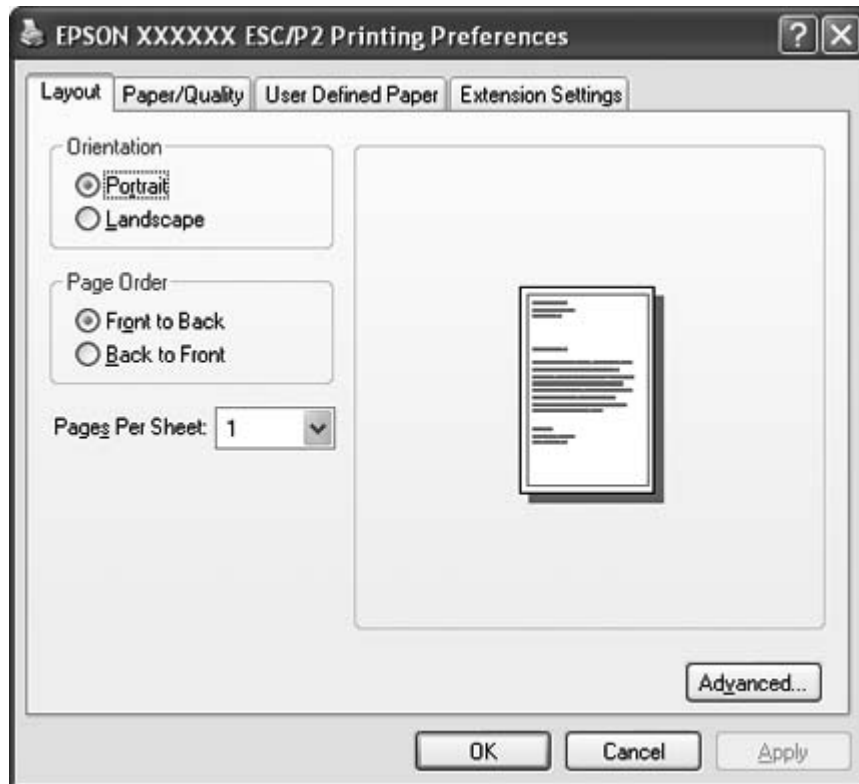 EPSON XXXXXX ESC/P2 Printing Preferences
Layout Paper/Quality User Defined Paper Extension Settings
Orientation
Portrait
Landscape
Page Order
Front to Back
Back to Front
Pages Per Sheet: 1
Advanced...
OK Cancel Apply